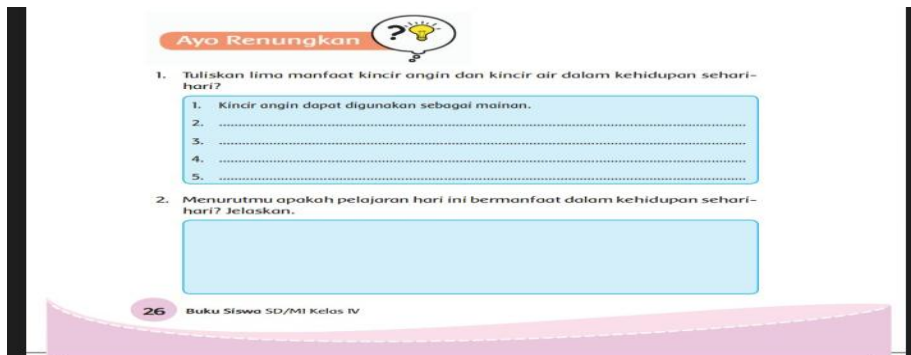 Ayo Renungkan
?
1. Tuliskan lima manfaat kincir angin dan kincir air dalam kehidupan sehari-
hari?
1. Kincir angin dapat digunakan sebagai mainan.
2. ................................................................
3. ................................................................
4. ................................................................
5. ................................................................
2. Menurutmu apakah pelajaran hari ini bermanfaat dalam kehidupan sehari-
hari? Jelaskan.
26 Buku Siswa SD/MI Kelas IV